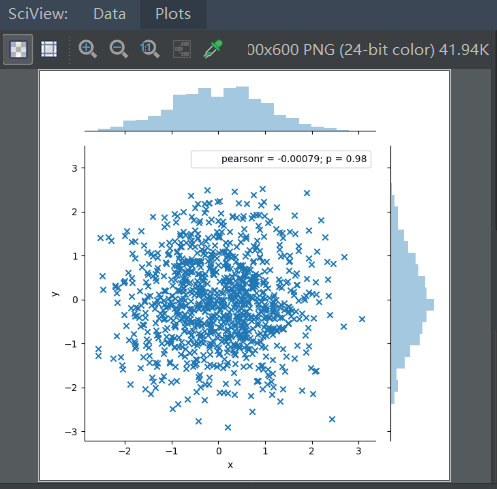 SciView: Data Plots
00x600 PNG (24-bit color) 41.94K
pearsonr = -0.00079; p = 0.98
3
2
1
0
−1
−2
−3
y
−2 −1 0 1 2 3
x